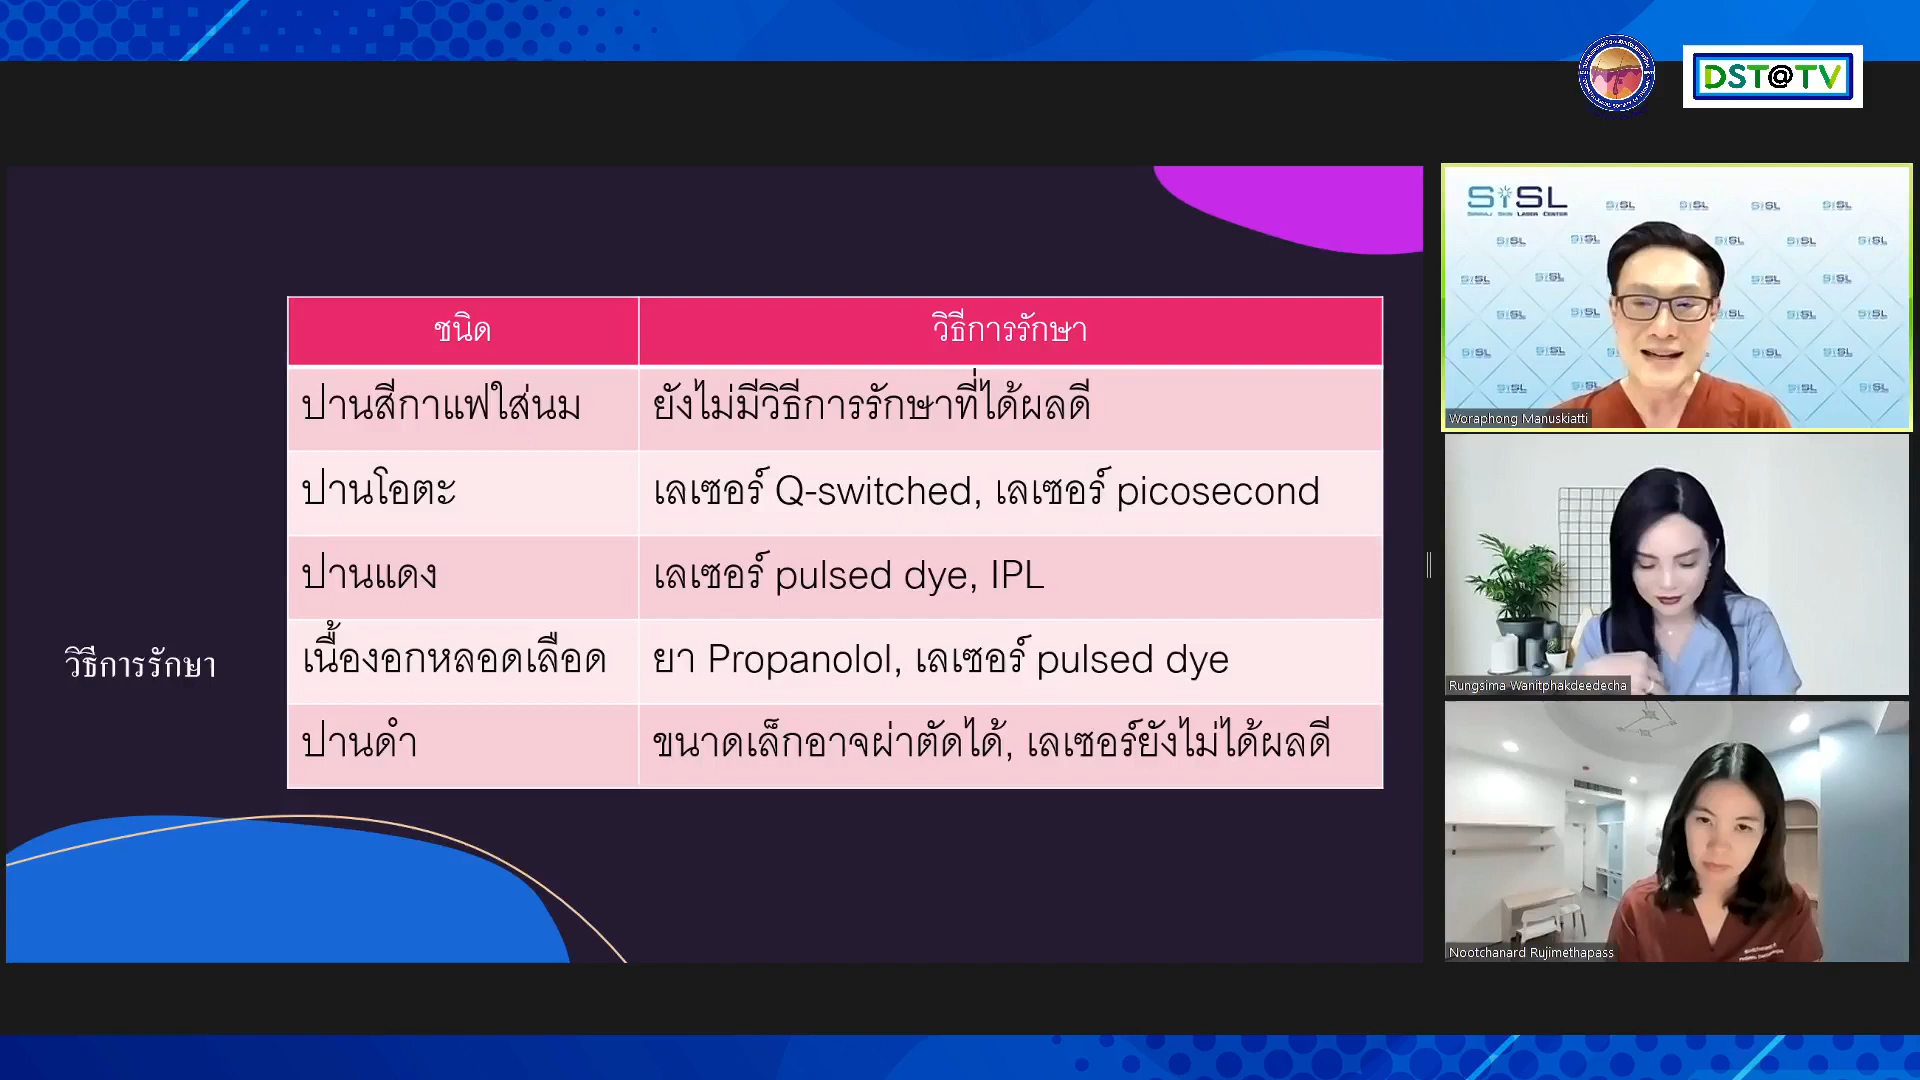 DST@TV
วิธีการรักษา
ชนิด วิธีการรักษา
ปานสีกาแฟใส่นม ยังไม่มีวิธีการรักษาที่ได้ผลดี
ปานโอตะ เลเซอร์ Q-switched, เลเซอร์ picosecond
ปานแดง เลเซอร์ pulsed dye, IPL
เนื้องอกหลอดเลือด ยา Propanolol, เลเซอร์ pulsed dye
ปานดำ ขนาดเล็กอาจผ่าตัดได้, เลเซอร์ยังไม่ได้ผลดี
SiSL
SIRIRAJ SKIN LASER CENTER
Woraphong Manuskiatti
Rungsima Wanitphakdeedecha
Nootchanard Rujimethapass